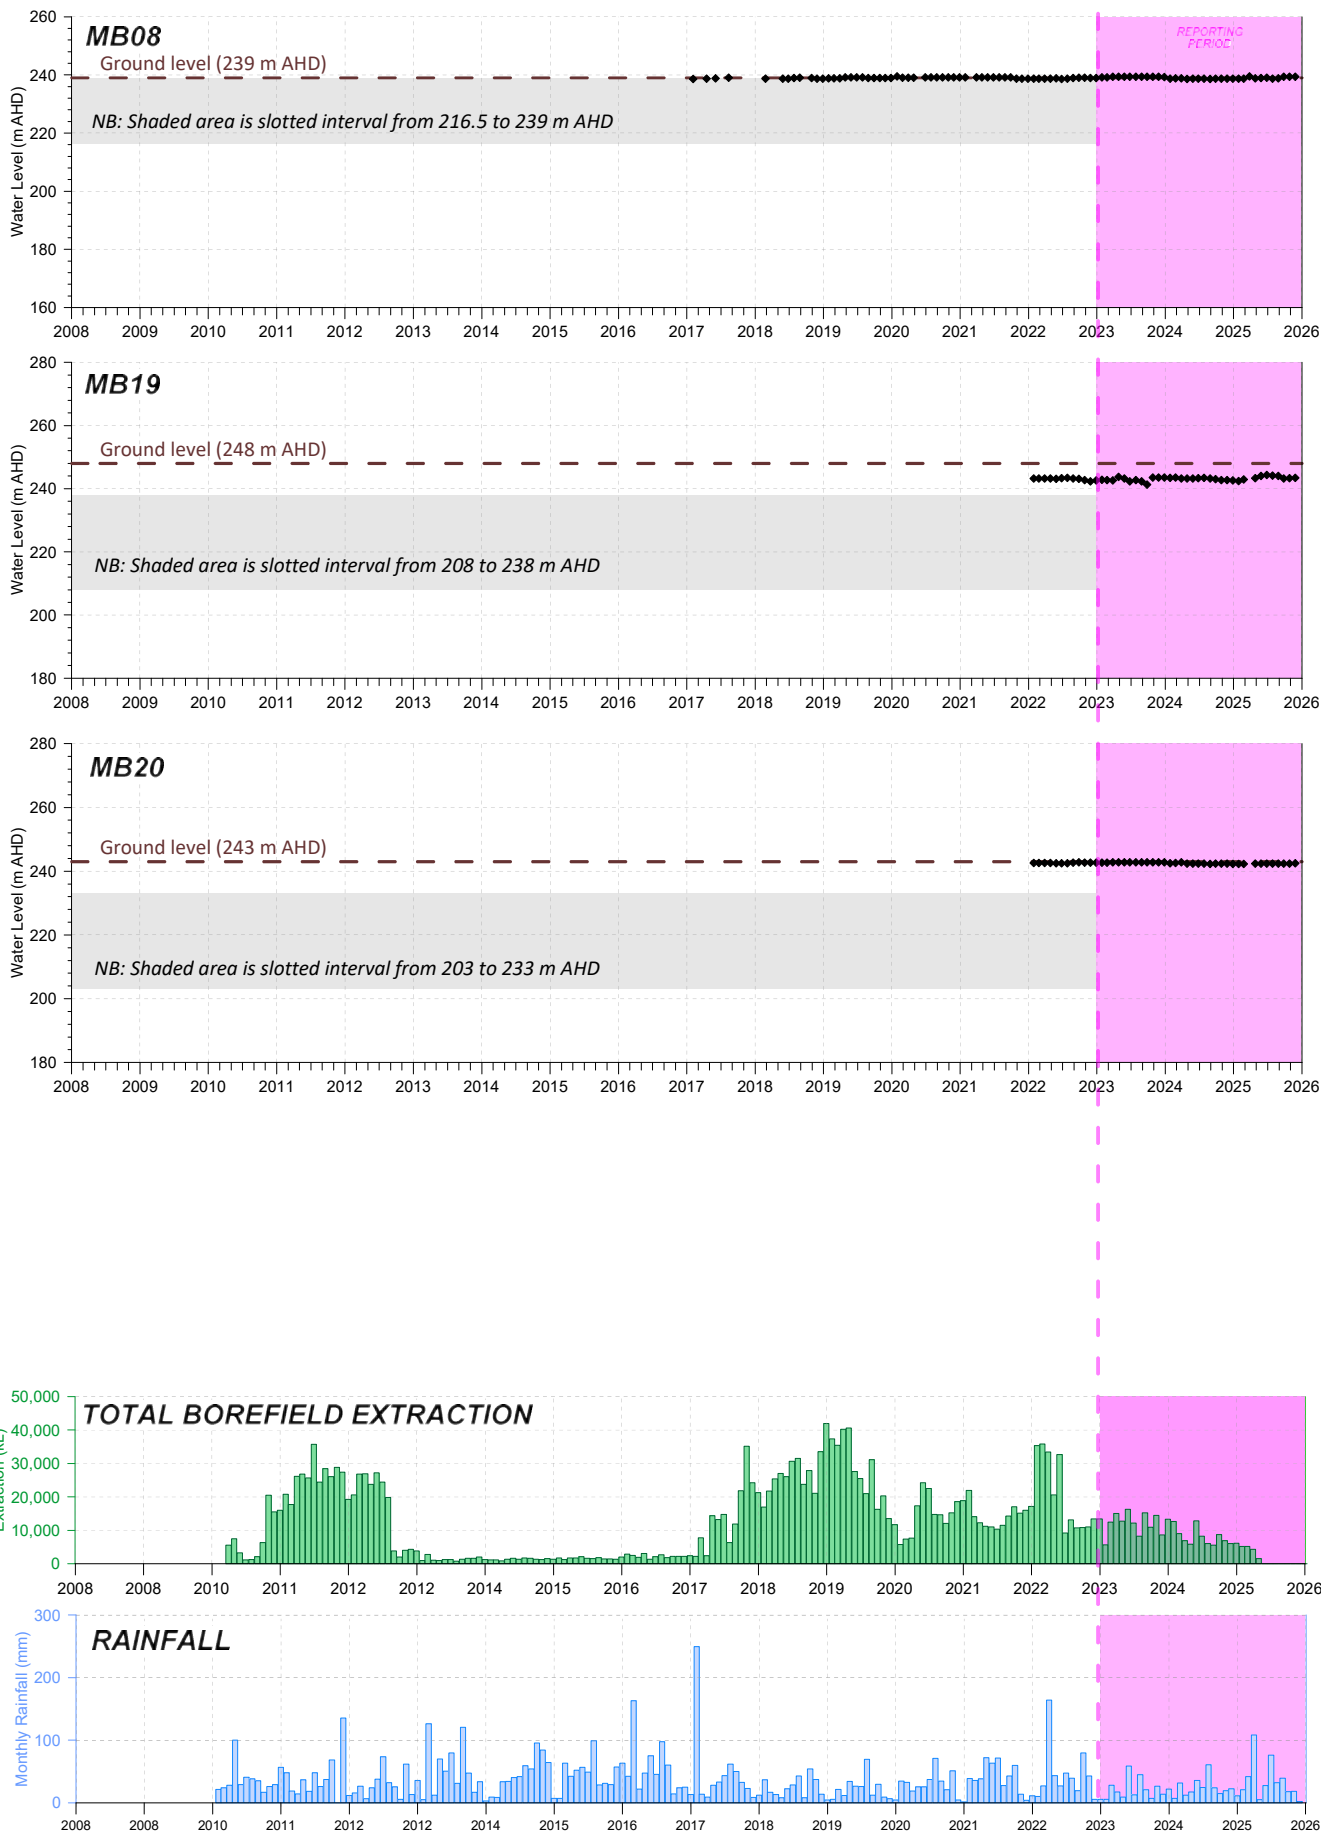 260
240
220
200
180
160
Water Level (m AHD)
MB08
Ground level (239 m AHD)
NB: Shaded area is slotted interval from 216.5 to 239 m AHD
REPORTING
PERIOD
2008 2009 2010 2011 2012 2013 2014 2015 2016 2017 2018 2019 2020 2021 2022 2023 2024 2025 2026
280
260
240
220
200
180
Water Level (m AHD)
MB19
Ground level (248 m AHD)
NB: Shaded area is slotted interval from 208 to 238 m AHD
2008 2009 2010 2011 2012 2013 2014 2015 2016 2017 2018 2019 2020 2021 2022 2023 2024 2025 2026
280
260
240
220
200
180
Water Level (m AHD)
MB20
Ground level (243 m AHD)
NB: Shaded area is slotted interval from 203 to 233 m AHD
2008 2009 2010 2011 2012 2013 2014 2015 2016 2017 2018 2019 2020 2021 2022 2023 2024 2025 2026
50,000
40,000
30,000
20,000
10,000
0
Extraction (kL)
TOTAL BOREFIELD EXTRACTION
2008 2008 2010 2011 2012 2012 2014 2015 2016 2017 2018 2019 2020 2021 2022 2023 2024 2025 2026
300
200
100
0
Monthly Rainfall (mm)
RAINFALL
2008 2008 2010 2011 2012 2012 2014 2015 2016 2016 2018 2019 2020 2021 2022 2023 2024 2025 2026